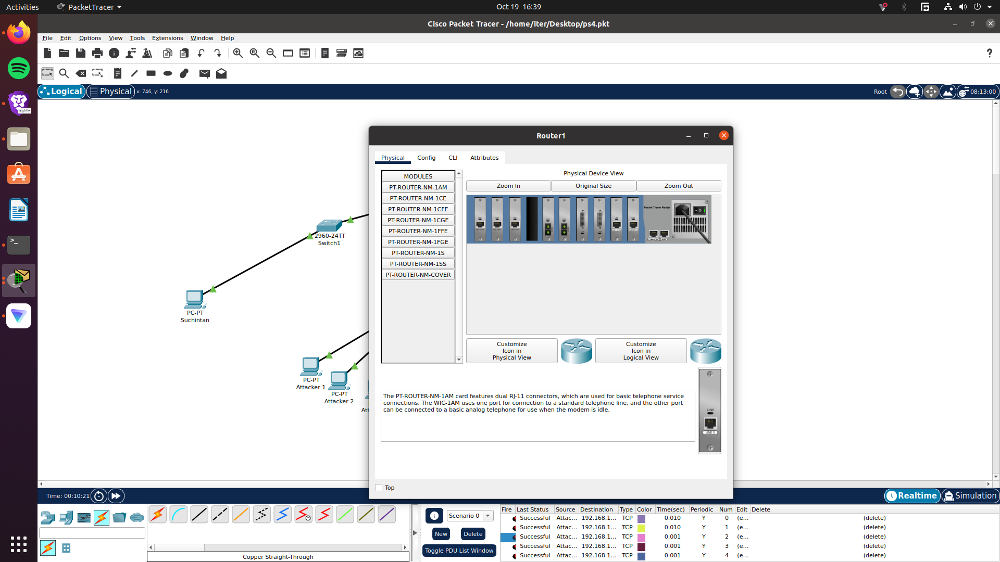 Activities
PacketTracer
Oct 19 16:39
Cisco Packet Tracer - /home/iter/Desktop/ps4.pkt
File Edit Options View Tools Extensions Window Help
?
Logical
Physical
x: 746, y: 216
Root
08:13:00
nightly
2960-24TT
Switch1
PC-PT
Suchintan
PC-PT
Attacker 1
PC-PT
Attacker 2
Att
Router1
Physical Config CLI Attributes
MODULES
PT-ROUTER-NM-1AM
PT-ROUTER-NM-1CE
PT-ROUTER-NM-1CFE
PT-ROUTER-NM-1CGE
PT-ROUTER-NM-1FFE
PT-ROUTER-NM-1FGE
PT-ROUTER-NM-1S
PT-ROUTER-NM-1SS
PT-ROUTER-NM-COVER
Physical Device View
Zoom In
Original Size
Zoom Out
Packet Tracer Router
CONSOLE AUX
Customize
Icon in
Physical View
Customize
Icon in
Logical View
The PT-ROUTER-NM-1AM card features dual RJ-11 connectors, which are used for basic telephone service
connections. The WIC-1AM uses one port for connection to a standard telephone line, and the other port
can be connected to a basic analog telephone for use when the modem is idle.
LINK
LINE 0
Top
Time: 00:10:21
Realtime
Simulation
Copper Straight-Through
Scenario 0
New
Delete
Toggle PDU List Window
Fire Last Status Source Destination Type Color Time(sec) Periodic Num Edit Delete
Successful Attac... 192.168.1... TCP 0.010 Y 0 (e... (delete)
Successful Attac... 192.168.1... TCP 0.010 Y 1 (e... (delete)
Successful Attac... 192.168.1... TCP 0.001 Y 2 (e... (delete)
Successful Attac... 192.168.1... TCP 0.001 Y 3 (e... (delete)
Successful Attac... 192.168.1... TCP 0.001 Y 4 (e... (delete)